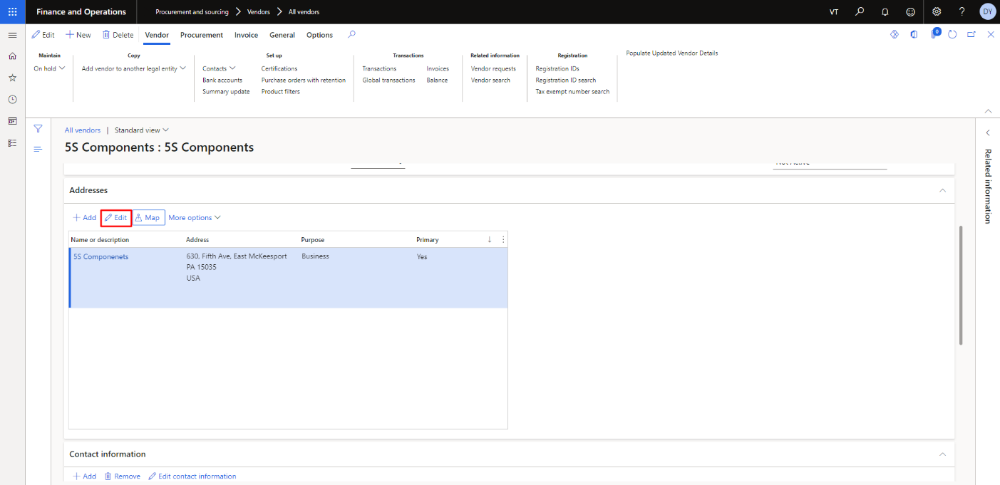 Finance and Operations
Procurement and sourcing
Vendors
All vendors
VT
?
DY
Edit
New
Delete
Vendor
Procurement
Invoice
General
Options
0
Maintain
Copy
Set up
Transactions
Related information
Registration
Populate Updated Vendor Details
On hold
Add vendor to another legal entity
Contacts
Certifications
Transactions
Invoices
Vendor requests
Registration IDs
Bank accounts
Purchase orders with retention
Global transactions
Balance
Vendor search
Registration ID search
Summary update
Product filters
Tax exempt number search
All vendors | Standard view
5S Components : 5S Components
Related information
Addresses
Add
Edit
Map
More options
Name or description
Address
Purpose
Primary
5S Componenets
630, Fifth Ave, East McKeesport
PA 15035
USA
Business
Yes
Contact information
Add
Remove
Edit contact information